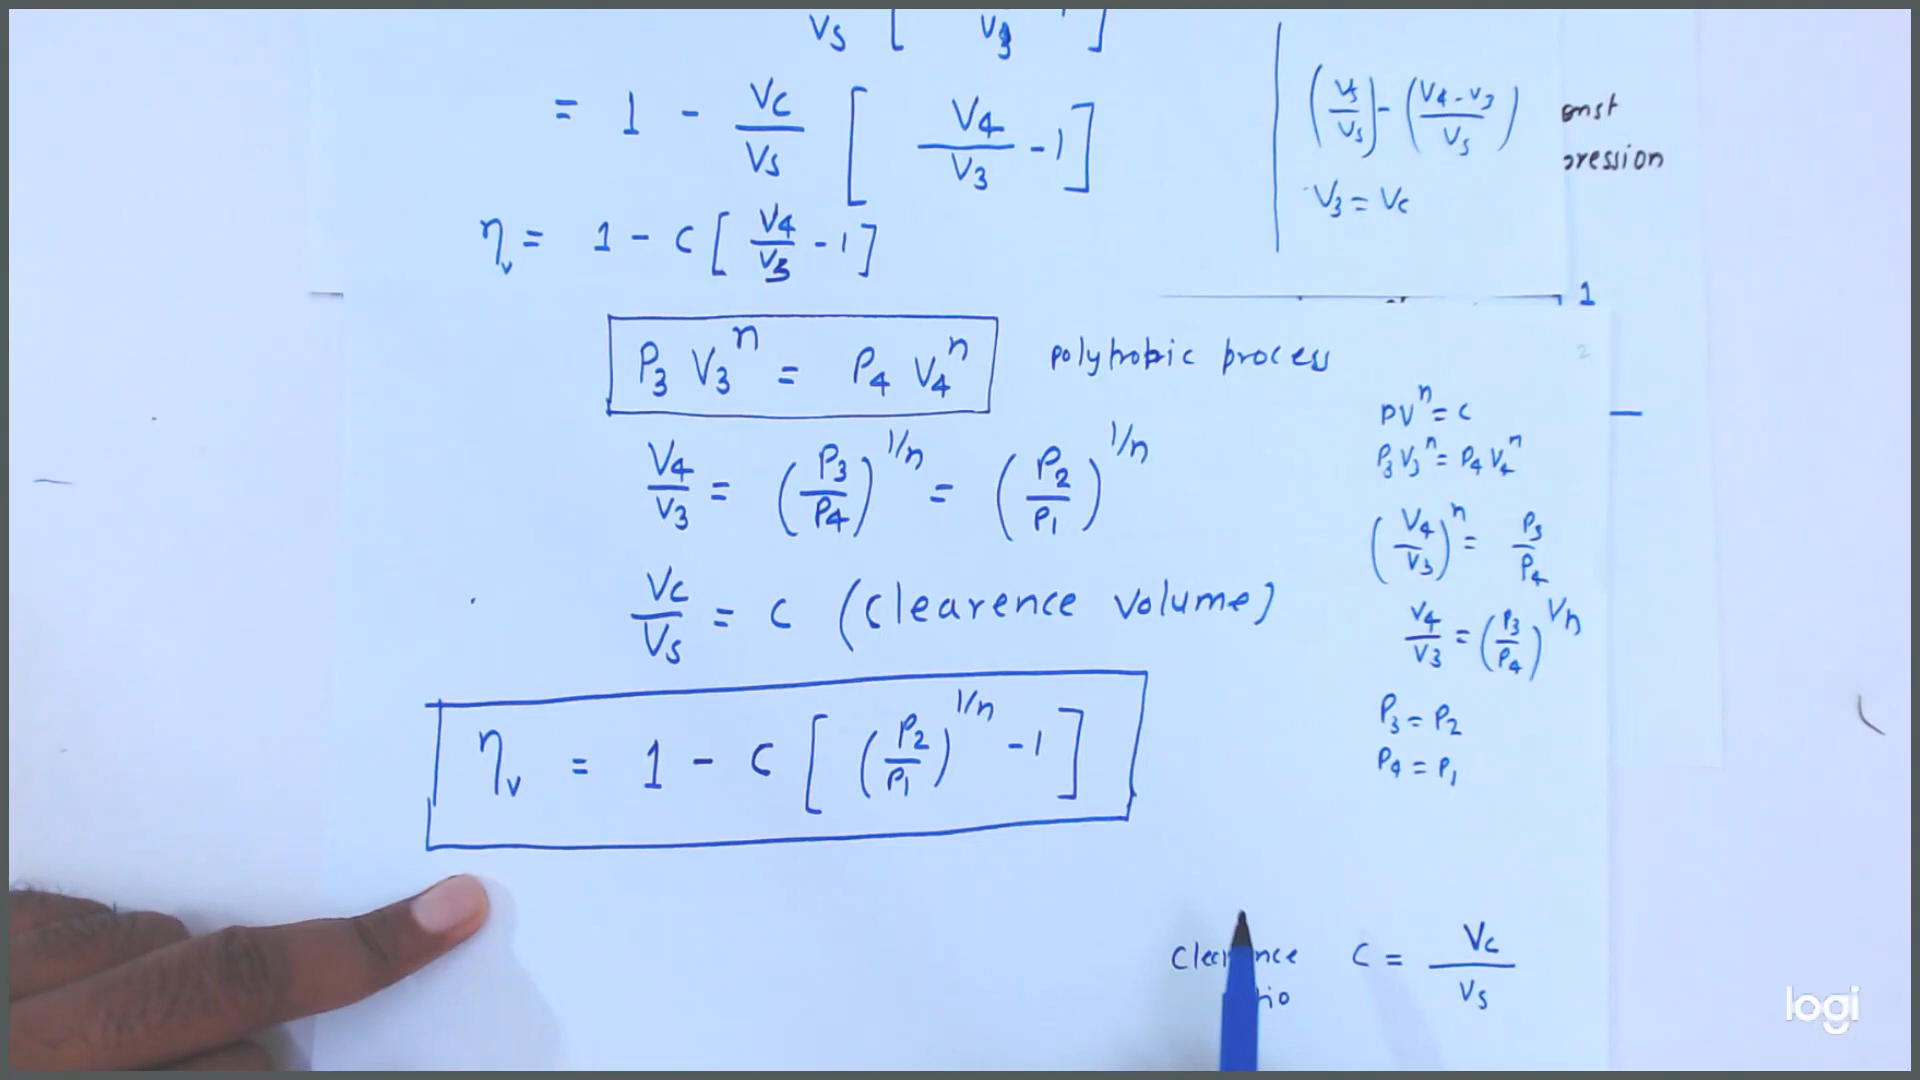 Vs [ V3 ]
= 1 - Vc/Vs [ V4/V3 - 1 ]
ηv = 1 - C [ V4/V3 - 1 ]
(Vs/Vs) - (V4-V3/Vs)
V3 = Vc
P3 V3^n = P4 V4^n
polytropic process
V4/V3 = (P3/P4)^1/n = (P2/P1)^1/n
Vc/Vs = C (Clearence volume)
ηv = 1 - C [ (P2/P1)^1/n - 1 ]
1
2
PV^n = C
P3 V3^n = P4 V4^n
(V4/V3)^n = P3/P4
V4/V3 = (P3/P4)^1/n
P3 = P2
P4 = P1
C = Vc/Vs
logi